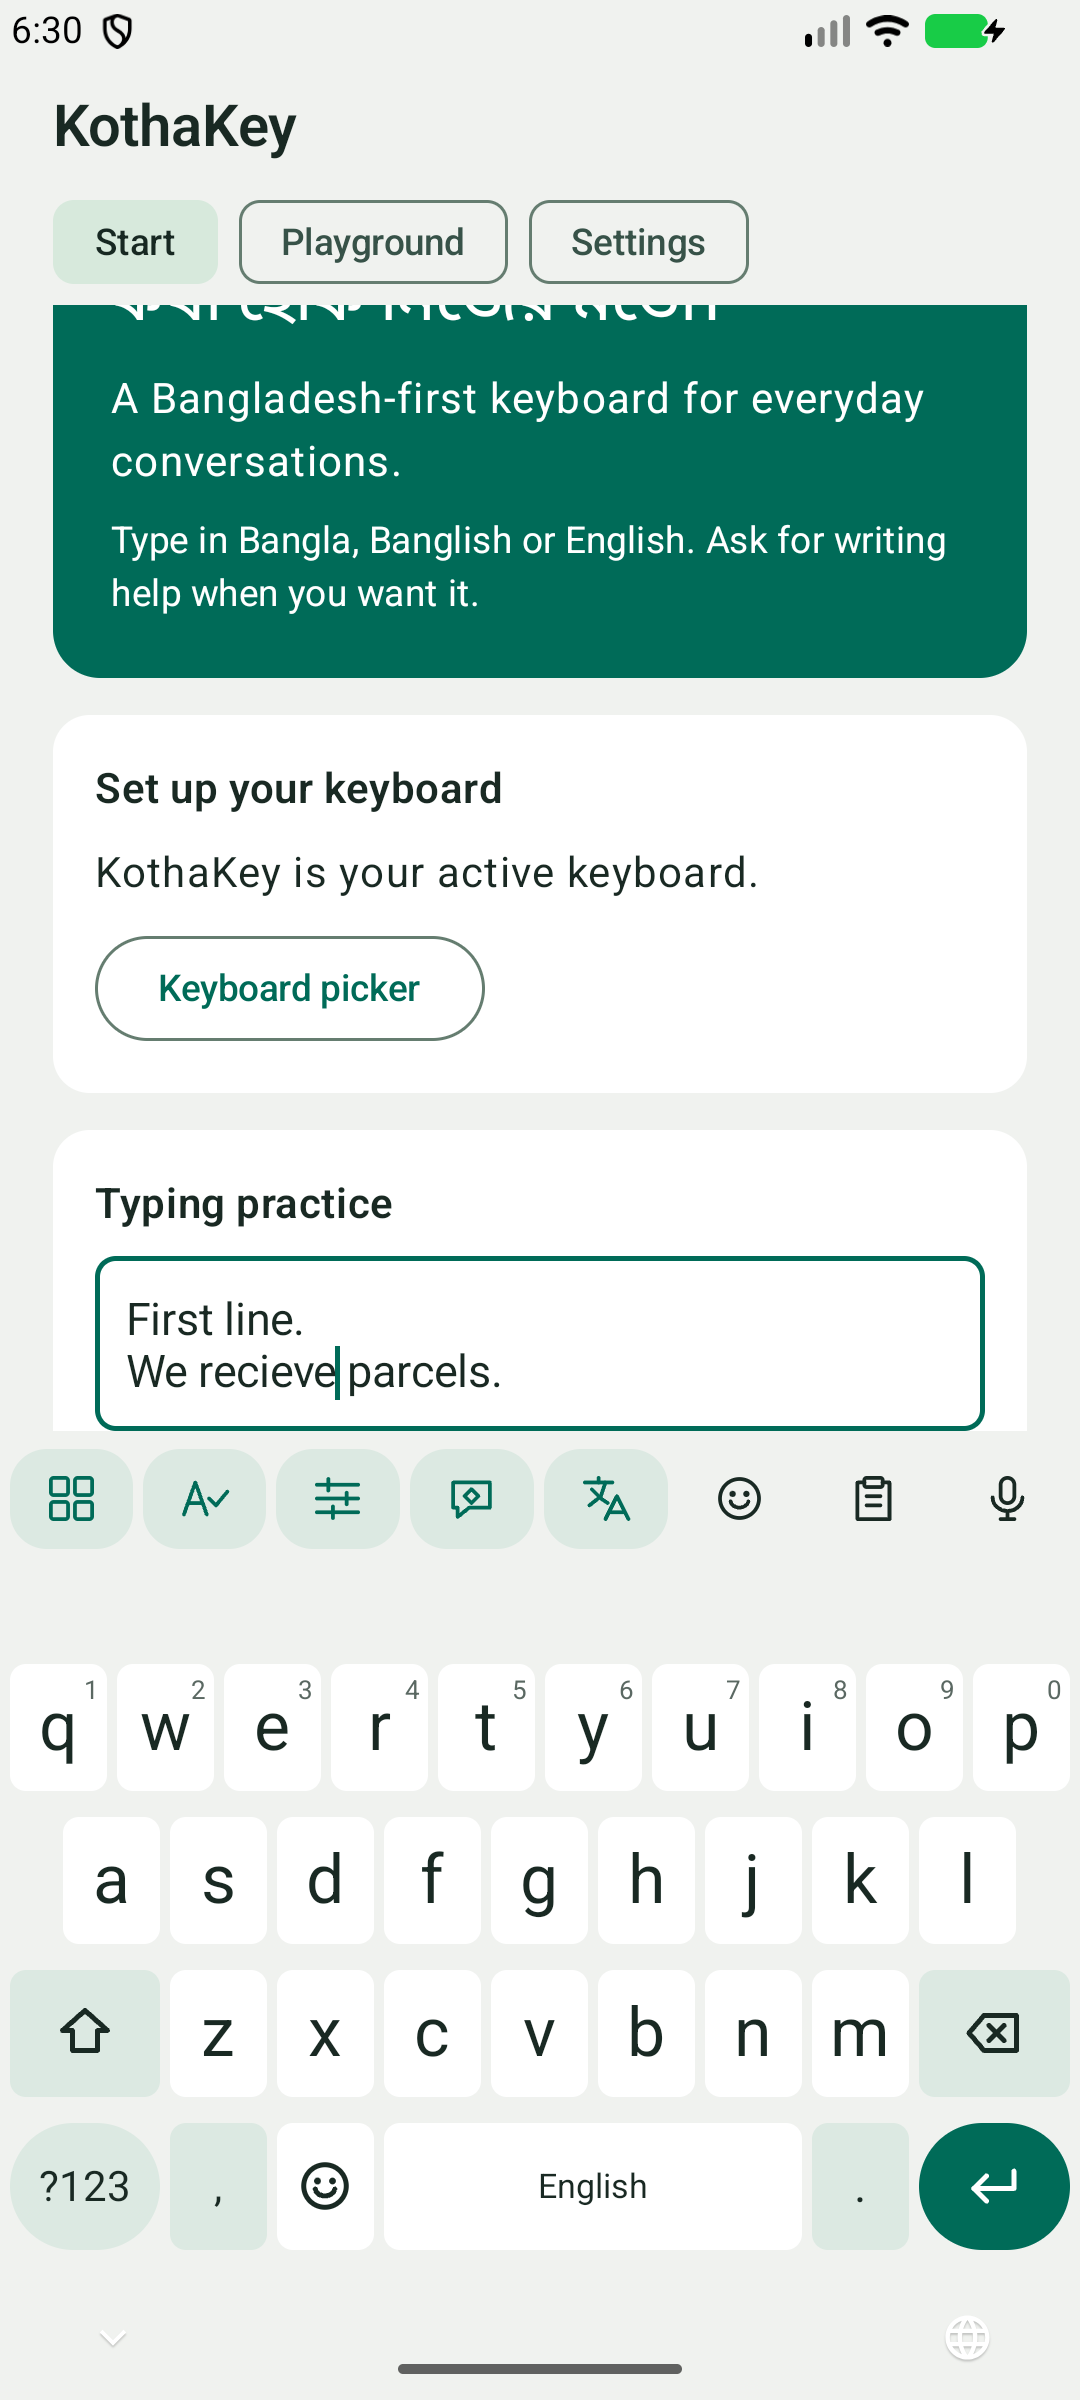 6:30
KothaKey
Start
Playground
Settings
A Bangladesh-first keyboard for everyday
conversations.
Type in Bangla, Banglish or English. Ask for writing
help when you want it.
Set up your keyboard
KothaKey is your active keyboard.
Keyboard picker
Typing practice
First line.
We recieve parcels.
1 2 3 4 5 6 7 8 9 0
q w e r t y u i o p
a s d f g h j k l
z x c v b n m
?123 , English .